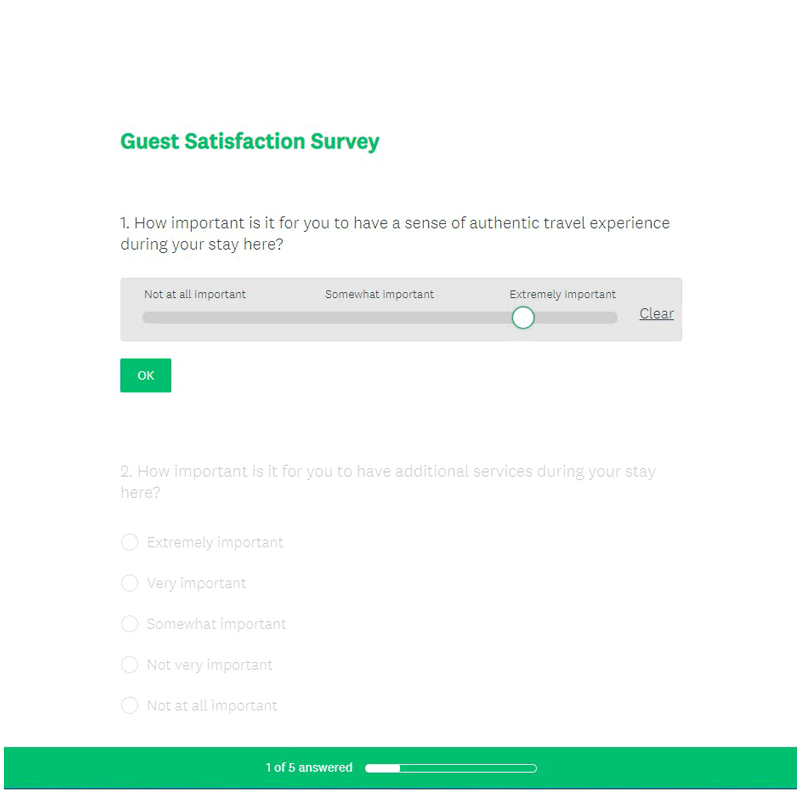 Guest Satisfaction Survey
1. How important is it for you to have a sense of authentic travel experience
during your stay here?
Not at all important Somewhat important Extremely important
Clear
OK
2. How important is it for you to have additional services during your stay
here?
Extremely important
Very important
Somewhat important
Not very important
Not at all important
1 of 5 answered